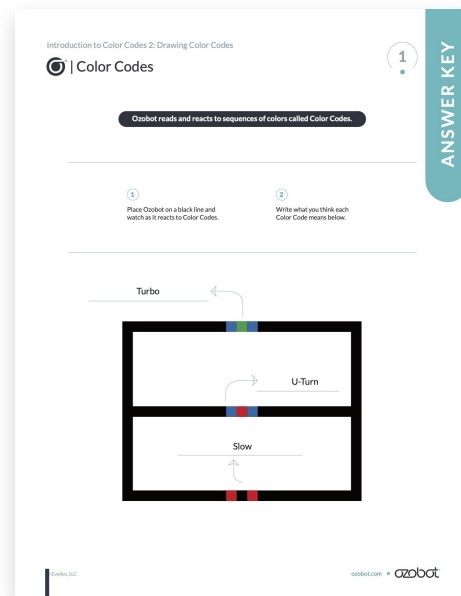 Introduction to Color Codes 2: Drawing Color Codes
| Color Codes
1
ANSWER KEY
Ozobot reads and reacts to sequences of colors called Color Codes.
1
2
Place Ozobot on a black line and
watch as it reacts to Color Codes.
Write what you think each
Color Code means below.
Turbo
U-Turn
Slow
Evollve, LLC
ozobot.com • ozobot